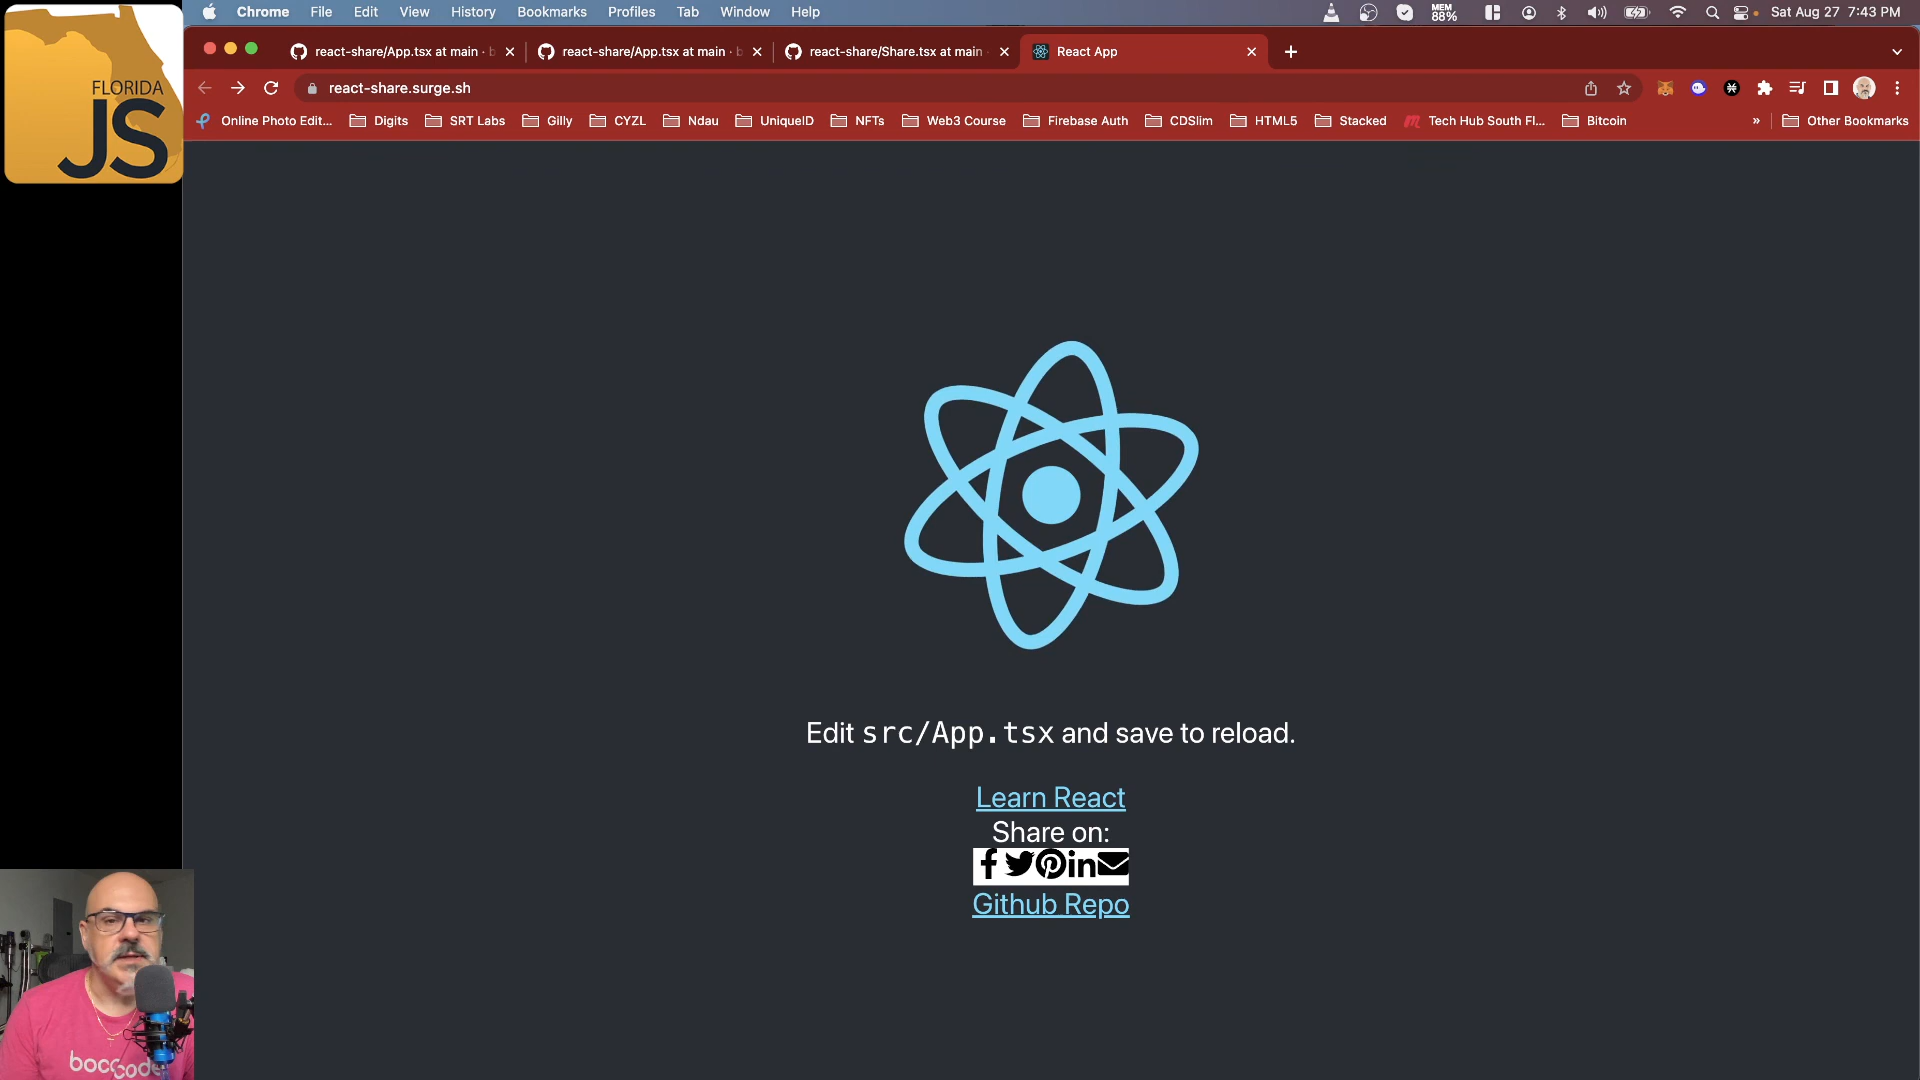 Chrome File Edit View History Bookmarks Profiles Tab Window Help MEM 88% Sat Aug 27 7:43 PM
FLORIDA
JS
react-share/App.tsx at main · b react-share/App.tsx at main · b react-share/Share.tsx at main · React App
react-share.surge.sh
Online Photo Edit... Digits SRT Labs Gilly CYZL Ndau UniqueID NFTs Web3 Course Firebase Auth CDSlim HTML5 Stacked Tech Hub South Fl... Bitcoin » Other Bookmarks
Edit src/App.tsx and save to reload.
Learn React
Share on:
Github Repo
bocacode